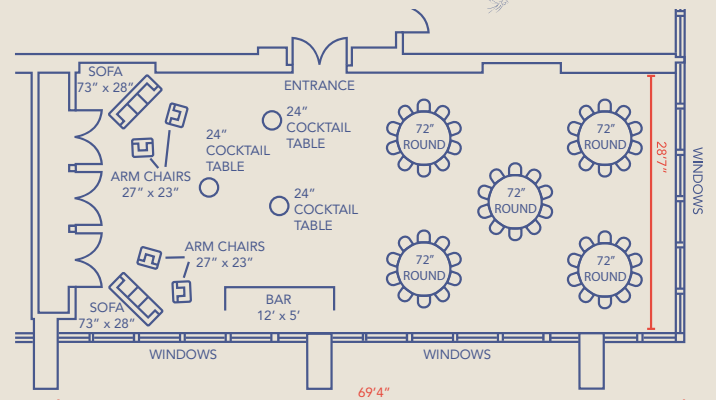 SOFA
73" x 28"
ENTRANCE
24"
COCKTAIL
TABLE
24"
COCKTAIL
TABLE
ARM CHAIRS
27" x 23"
24"
COCKTAIL
TABLE
ARM CHAIRS
27" x 23"
SOFA
73" x 28"
BAR
12' x 5'
72"
ROUND
72"
ROUND
72"
ROUND
72"
ROUND
72"
ROUND
28'7"
WINDOWS
WINDOWS
WINDOWS
69'4"